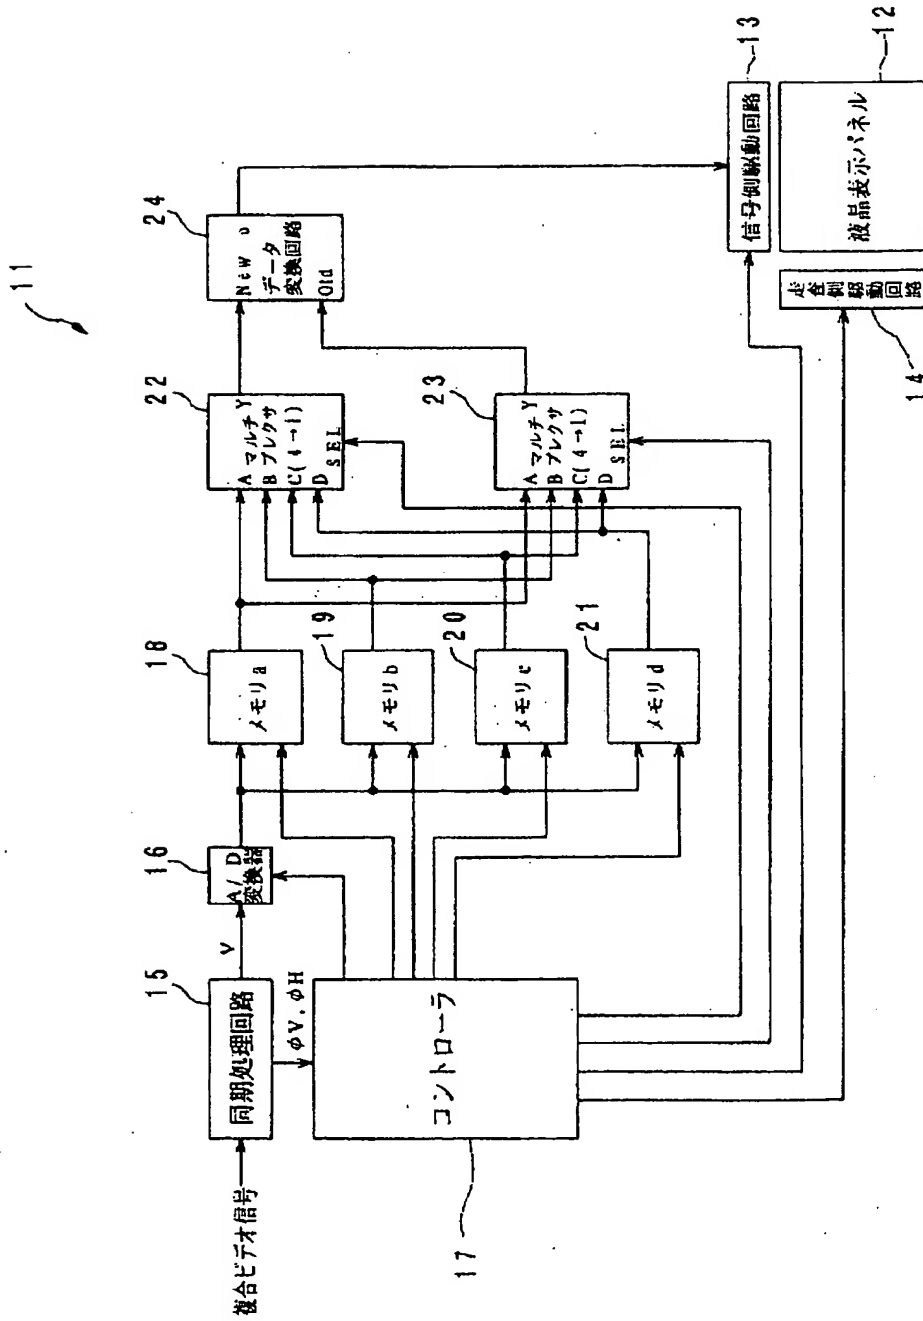 11
複合ビデオ信号
15
同期処理回路
V
φV, φH
16
A/D
変換器
17
コントローラ
18
メモリa
19
メモリb
20
メモリc
21
メモリd
22
A マルチ Y
B プレクサ
C(4→1)
D SEL
23
A マルチ Y
B プレクサ
C(4→1)
D SEL
24
New o
データ
変換回路
Old
13
信号側駆動回路
12
液晶表示パネル
14
走査側駆動回路